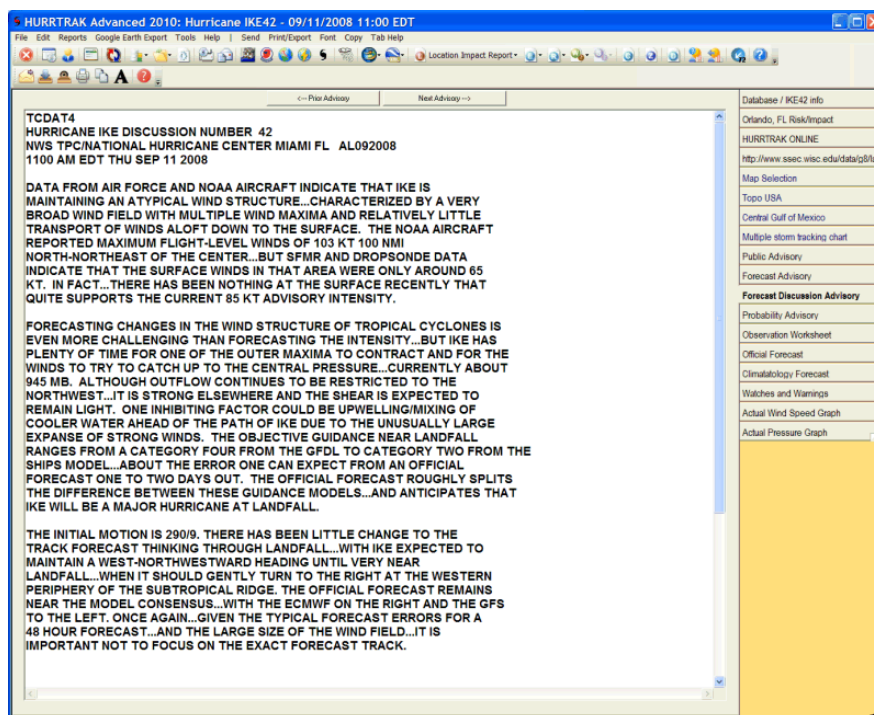 HURRTRAK Advanced 2010: Hurricane IKE42 - 09/11/2008 11:00 EDT
File Edit Reports Google Earth Export Tools Help | Send Print/Export Font Copy Tab Help
Location Impact Report
A
<-- Prior Advisory Next Advisory -->
TCDAT4
HURRICANE IKE DISCUSSION NUMBER 42
NWS TPC/NATIONAL HURRICANE CENTER MIAMI FL AL092008
1100 AM EDT THU SEP 11 2008
DATA FROM AIR FORCE AND NOAA AIRCRAFT INDICATE THAT IKE IS
MAINTAINING AN ATYPICAL WIND STRUCTURE...CHARACTERIZED BY A VERY
BROAD WIND FIELD WITH MULTIPLE WIND MAXIMA AND RELATIVELY LITTLE
TRANSPORT OF WINDS ALOFT DOWN TO THE SURFACE. THE NOAA AIRCRAFT
REPORTED MAXIMUM FLIGHT-LEVEL WINDS OF 103 KT 100 NMI
NORTH-NORTHEAST OF THE CENTER...BUT SFMR AND DROPSONDE DATA
INDICATE THAT THE SURFACE WINDS IN THAT AREA WERE ONLY AROUND 65
KT. IN FACT...THERE HAS BEEN NOTHING AT THE SURFACE RECENTLY THAT
QUITE SUPPORTS THE CURRENT 85 KT ADVISORY INTENSITY.
FORECASTING CHANGES IN THE WIND STRUCTURE OF TROPICAL CYCLONES IS
EVEN MORE CHALLENGING THAN FORECASTING THE INTENSITY...BUT IKE HAS
PLENTY OF TIME FOR ONE OF THE OUTER MAXIMA TO CONTRACT AND FOR THE
WINDS TO TRY TO CATCH UP TO THE CENTRAL PRESSURE...CURRENTLY ABOUT
945 MB. ALTHOUGH OUTFLOW CONTINUES TO BE RESTRICTED TO THE
NORTHWEST...IT IS STRONG ELSEWHERE AND THE SHEAR IS EXPECTED TO
REMAIN LIGHT. ONE INHIBITING FACTOR COULD BE UPWELLING/MIXING OF
COOLER WATER AHEAD OF THE PATH OF IKE DUE TO THE UNUSUALLY LARGE
EXPANSE OF STRONG WINDS. THE OBJECTIVE GUIDANCE NEAR LANDFALL
RANGES FROM A CATEGORY FOUR FROM THE GFDL TO CATEGORY TWO FROM THE
SHIPS MODEL...ABOUT THE ERROR ONE CAN EXPECT FROM AN OFFICIAL
FORECAST ONE TO TWO DAYS OUT. THE OFFICIAL FORECAST ROUGHLY SPLITS
THE DIFFERENCE BETWEEN THESE GUIDANCE MODELS...AND ANTICIPATES THAT
IKE WILL BE A MAJOR HURRICANE AT LANDFALL.
THE INITIAL MOTION IS 290/9. THERE HAS BEEN LITTLE CHANGE TO THE
TRACK FORECAST THINKING THROUGH LANDFALL...WITH IKE EXPECTED TO
MAINTAIN A WEST-NORTHWESTWARD HEADING UNTIL VERY NEAR
LANDFALL...WHEN IT SHOULD GENTLY TURN TO THE RIGHT AT THE WESTERN
PERIPHERY OF THE SUBTROPICAL RIDGE. THE OFFICIAL FORECAST REMAINS
NEAR THE MODEL CONSENSUS...WITH THE ECMWF ON THE RIGHT AND THE GFS
TO THE LEFT. ONCE AGAIN...GIVEN THE TYPICAL FORECAST ERRORS FOR A
48 HOUR FORECAST...AND THE LARGE SIZE OF THE WIND FIELD...IT IS
IMPORTANT NOT TO FOCUS ON THE EXACT FORECAST TRACK.
Database / IKE42 info
Orlando, FL Risk/Impact
HURRTRAK ONLINE
http://www.ssec.wisc.edu/data/g8/la
Map Selection
Topo USA
Central Gulf of Mexico
Multiple storm tracking chart
Public Advisory
Forecast Advisory
Forecast Discussion Advisory
Probability Advisory
Observation Worksheet
Official Forecast
Climatatology Forecast
Watches and Warnings
Actual Wind Speed Graph
Actual Pressure Graph